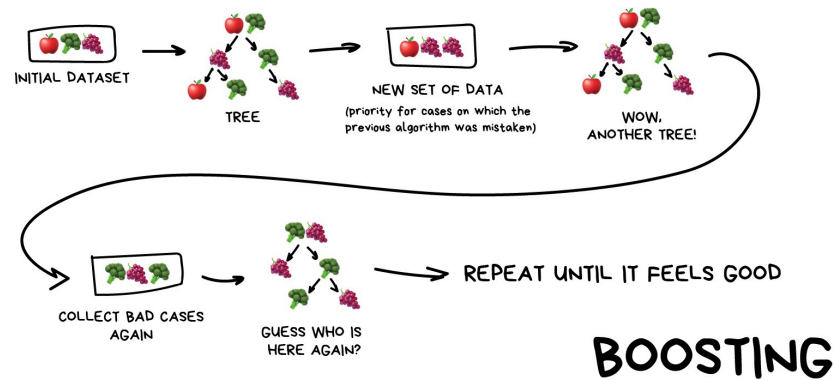 INITIAL DATASET
TREE
NEW SET OF DATA
(priority for cases on which the
previous algorithm was mistaken)
WOW,
ANOTHER TREE!
COLLECT BAD CASES
AGAIN
GUESS WHO IS
HERE AGAIN?
REPEAT UNTIL IT FEELS GOOD
BOOSTING